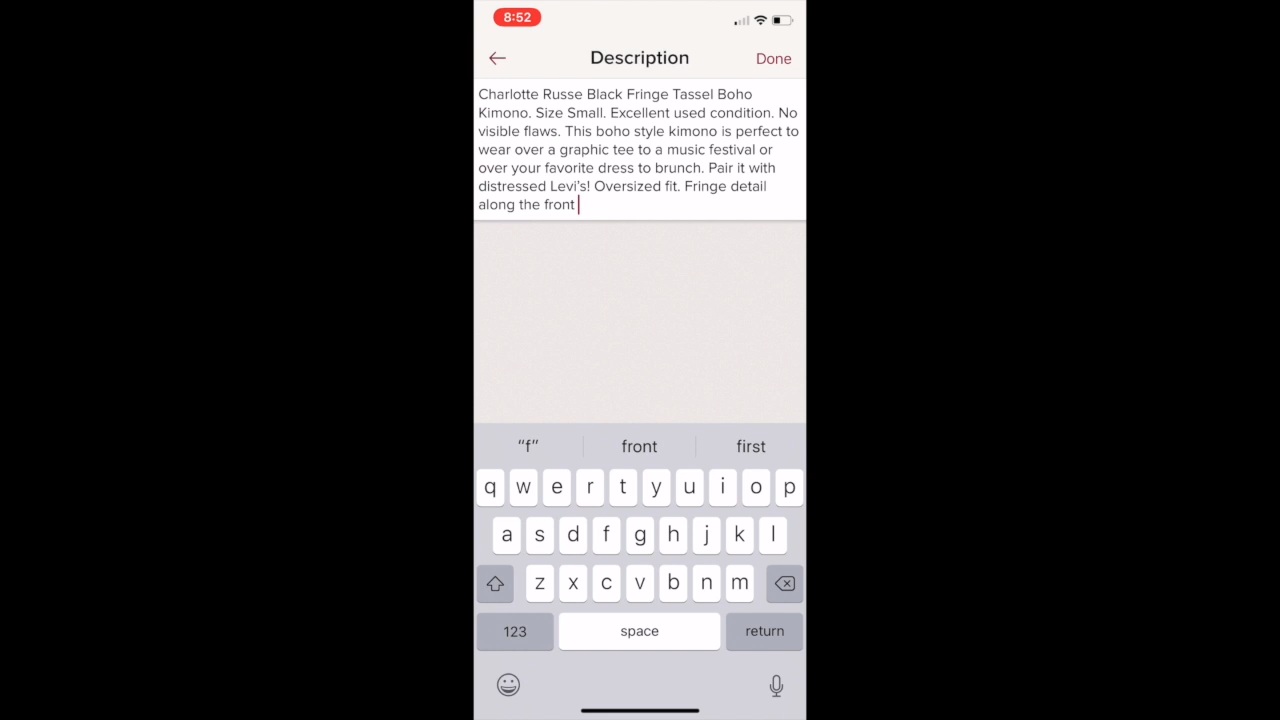 8:52
Description
Done
Charlotte Russe Black Fringe Tassel Boho
Kimono. Size Small. Excellent used condition. No
visible flaws. This boho style kimono is perfect to
wear over a graphic tee to a music festival or
over your favorite dress to brunch. Pair it with
distressed Levi's! Oversized fit. Fringe detail
along the front
“f” front first
q w e r t y u i o p
a s d f g h j k l
z x c v b n m
123 space return